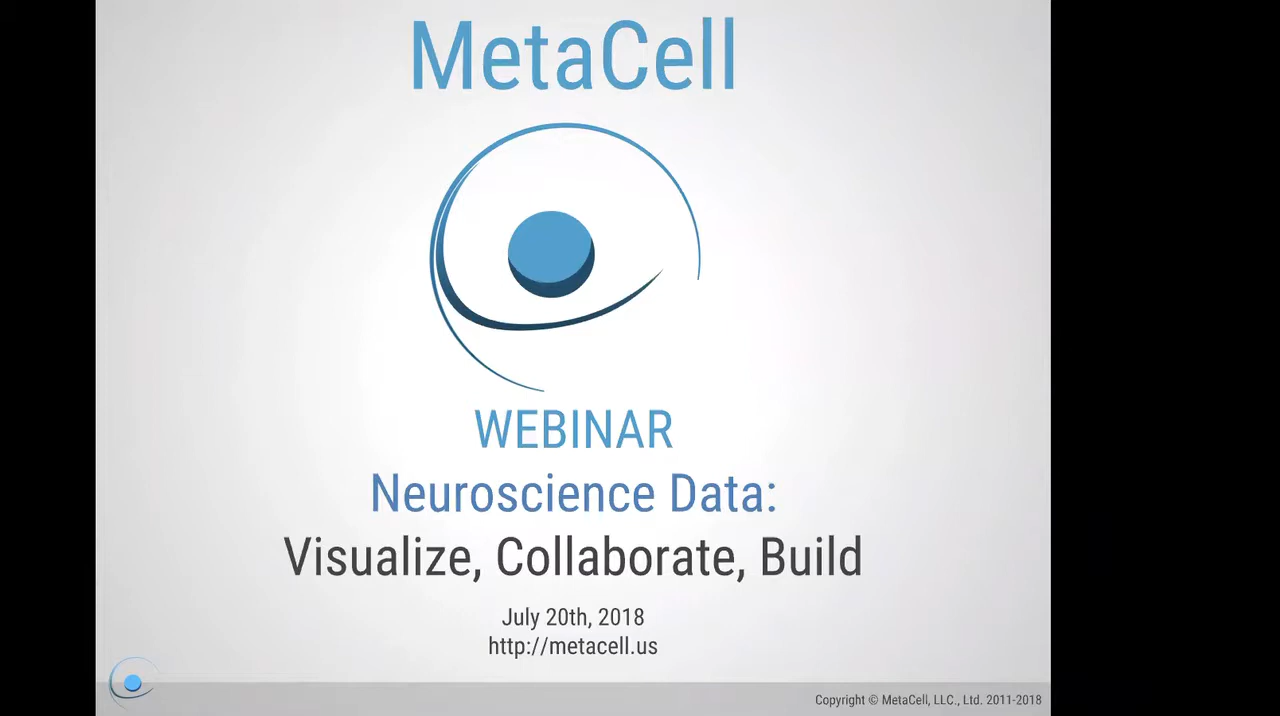 MetaCell
WEBINAR
Neuroscience Data:
Visualize, Collaborate, Build
July 20th, 2018
http://metacell.us
Copyright © MetaCell, LLC., Ltd. 2011-2018